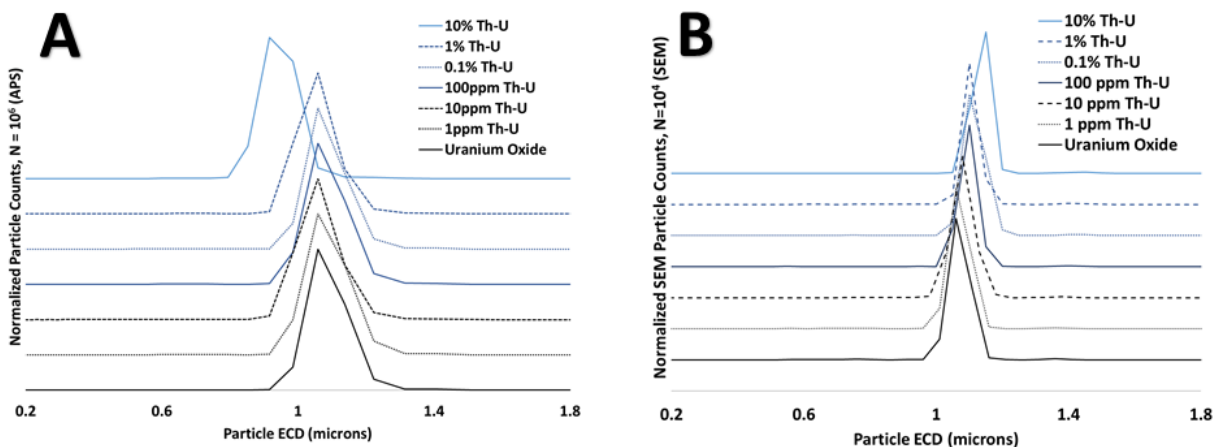 A
Normalized Particle Counts, N = 10⁶ (APS)
10% Th-U
1% Th-U
0.1% Th-U
100ppm Th-U
10ppm Th-U
1ppm Th-U
Uranium Oxide
0.2 0.6 1 1.4 1.8
Particle ECD (microns)
B
Normalized SEM Particle Counts, N=10⁴ (SEM)
10% Th-U
1% Th-U
0.1% Th-U
100 ppm Th-U
10 ppm Th-U
1 ppm Th-U
Uranium Oxide
0.2 0.6 1 1.4 1.8
Particle ECD (microns)